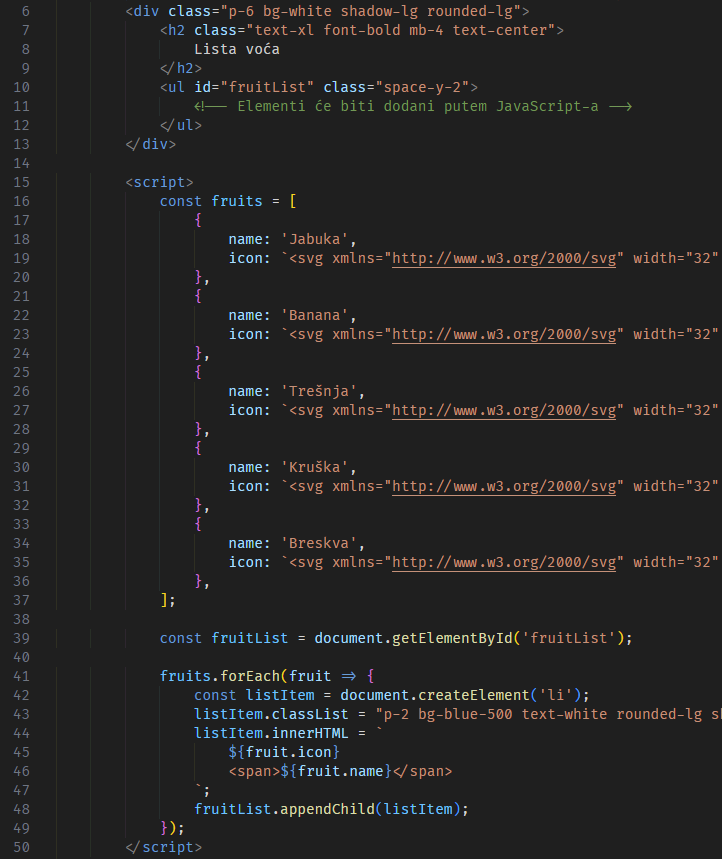 6 <div class="p-6 bg-white shadow-lg rounded-lg">
7 <h2 class="text-xl font-bold mb-4 text-center">
8 Lista voća
9 </h2>
10 <ul id="fruitList" class="space-y-2">
11 <!-- Elementi će biti dodani putem JavaScript-a -->
12 </ul>
13 </div>
14
15 <script>
16 const fruits = [
17 {
18 name: 'Jabuka',
19 icon: `<svg xmlns="http://www.w3.org/2000/svg" width="32"
20 },
21 {
22 name: 'Banana',
23 icon: `<svg xmlns="http://www.w3.org/2000/svg" width="32"
24 },
25 {
26 name: 'Trešnja',
27 icon: `<svg xmlns="http://www.w3.org/2000/svg" width="32"
28 },
29 {
30 name: 'Kruška',
31 icon: `<svg xmlns="http://www.w3.org/2000/svg" width="32"
32 },
33 {
34 name: 'Breskva',
35 icon: `<svg xmlns="http://www.w3.org/2000/svg" width="32"
36 },
37 ];
38
39 const fruitList = document.getElementById('fruitList');
40
41 fruits.forEach(fruit => {
42 const listItem = document.createElement('li');
43 listItem.classList = "p-2 bg-blue-500 text-white rounded-lg
44 listItem.innerHTML = `
45 ${fruit.icon}
46 <span>${fruit.name}</span>
47 `;
48 fruitList.appendChild(listItem);
49 });
50 </script>